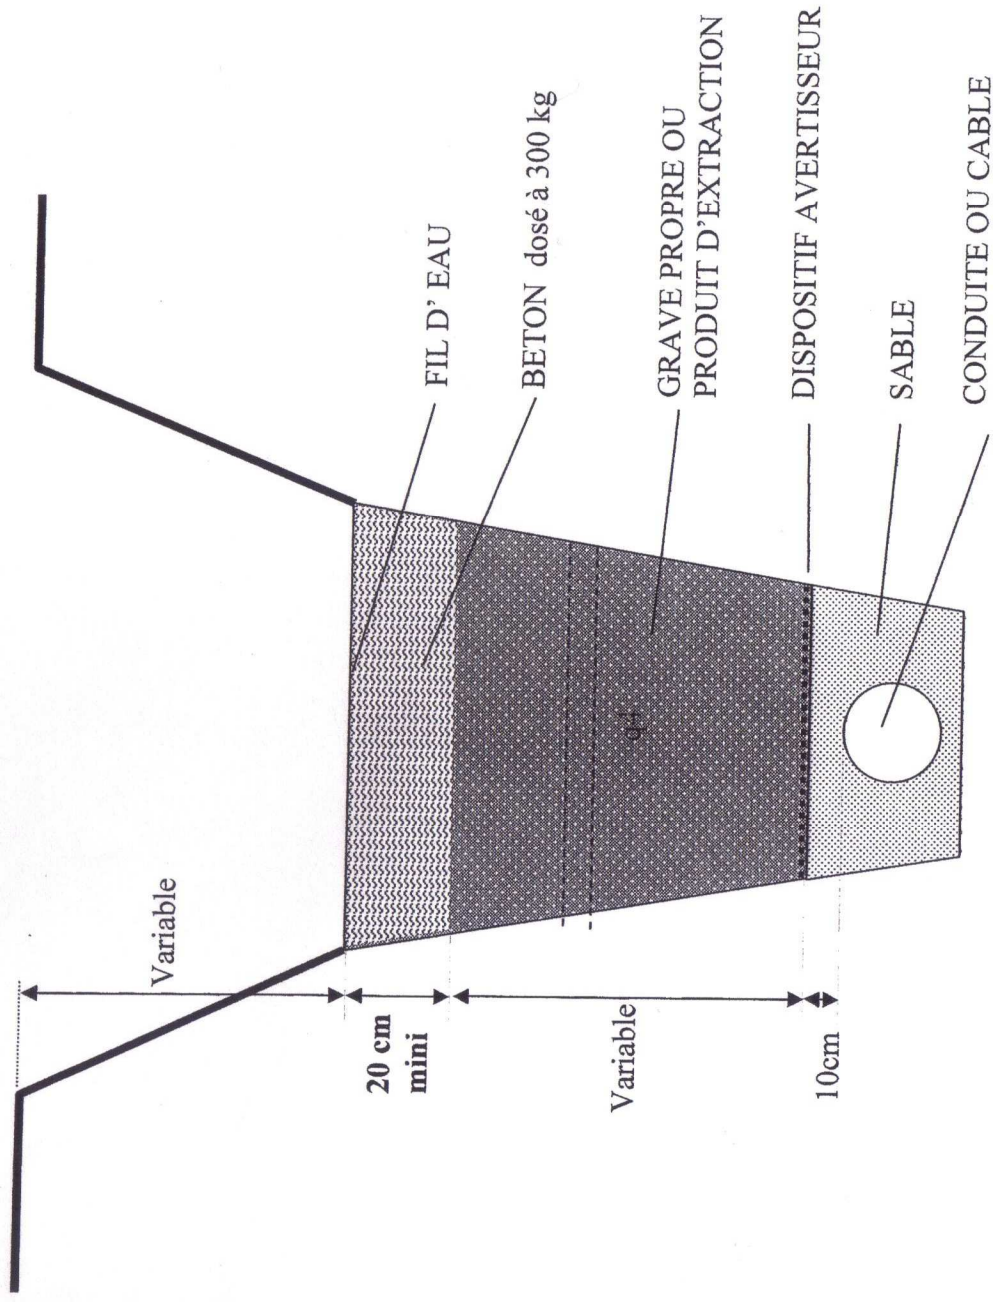 Variable
FIL D' EAU
20 cm
mini
BETON dosé à 300 kg
GRAVE PROPRE OU
PRODUIT D'EXTRACTION
q4
Variable
DISPOSITIF AVERTISSEUR
10cm
SABLE
CONDUITE OU CABLE